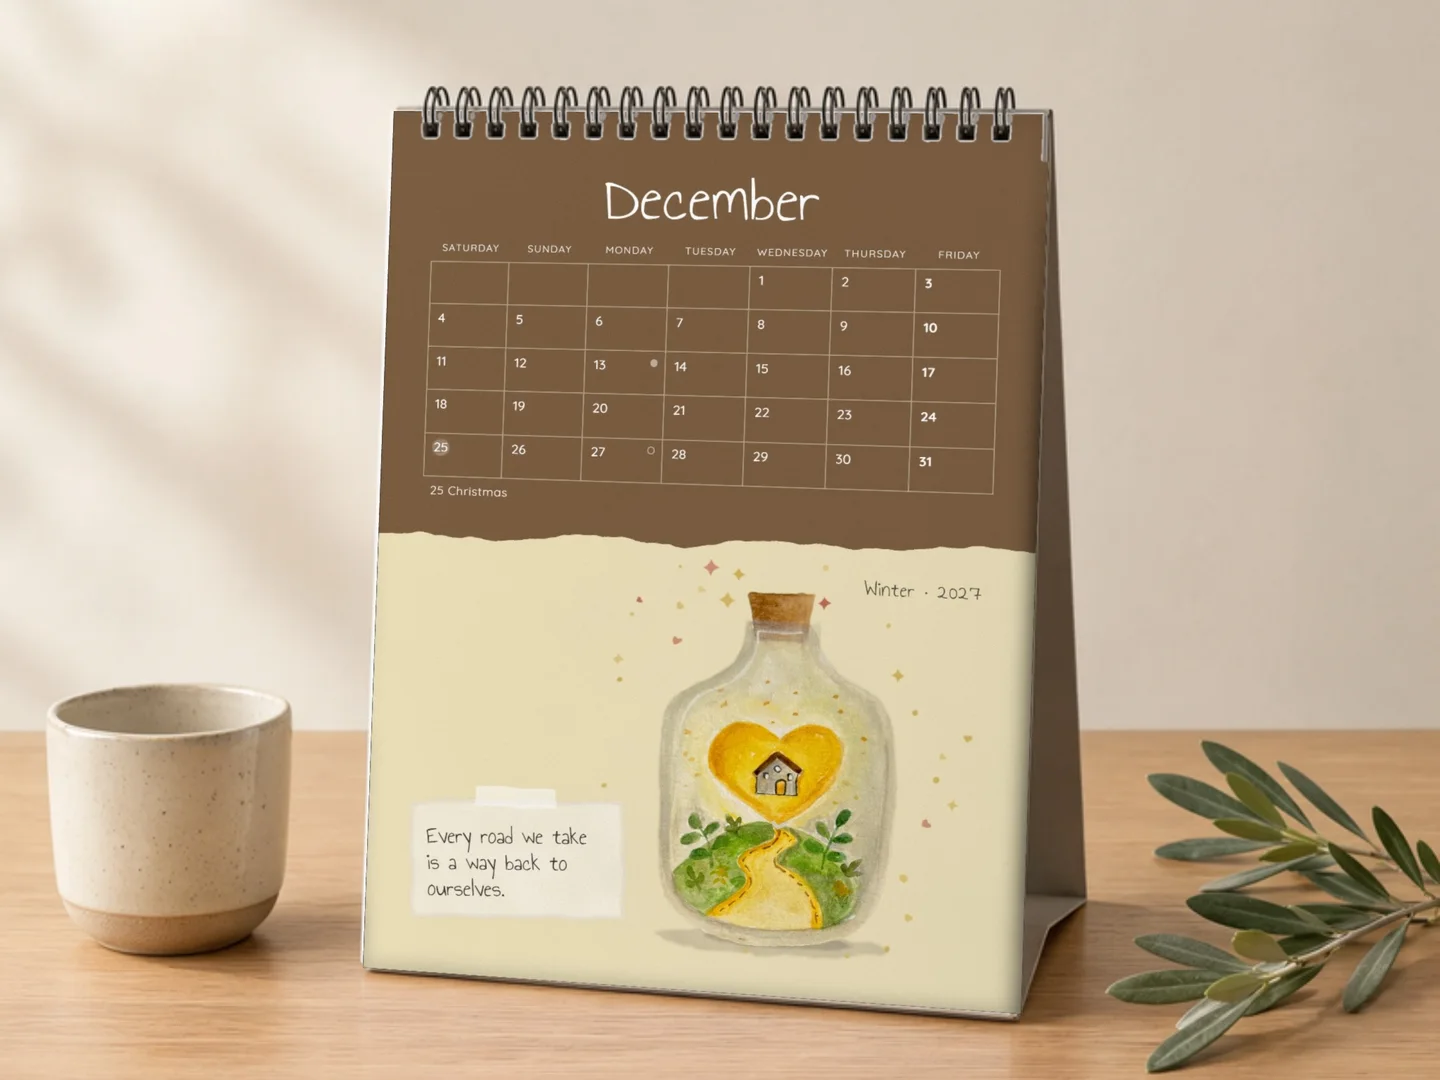 December
SATURDAY SUNDAY MONDAY TUESDAY WEDNESDAY THURSDAY FRIDAY
1 2 3
4 5 6 7 8 9 10
11 12 13 14 15 16 17
18 19 20 21 22 23 24
25 26 27 28 29 30 31
25 Christmas
Winter · 2027
Every road we take
is a way back to
ourselves.